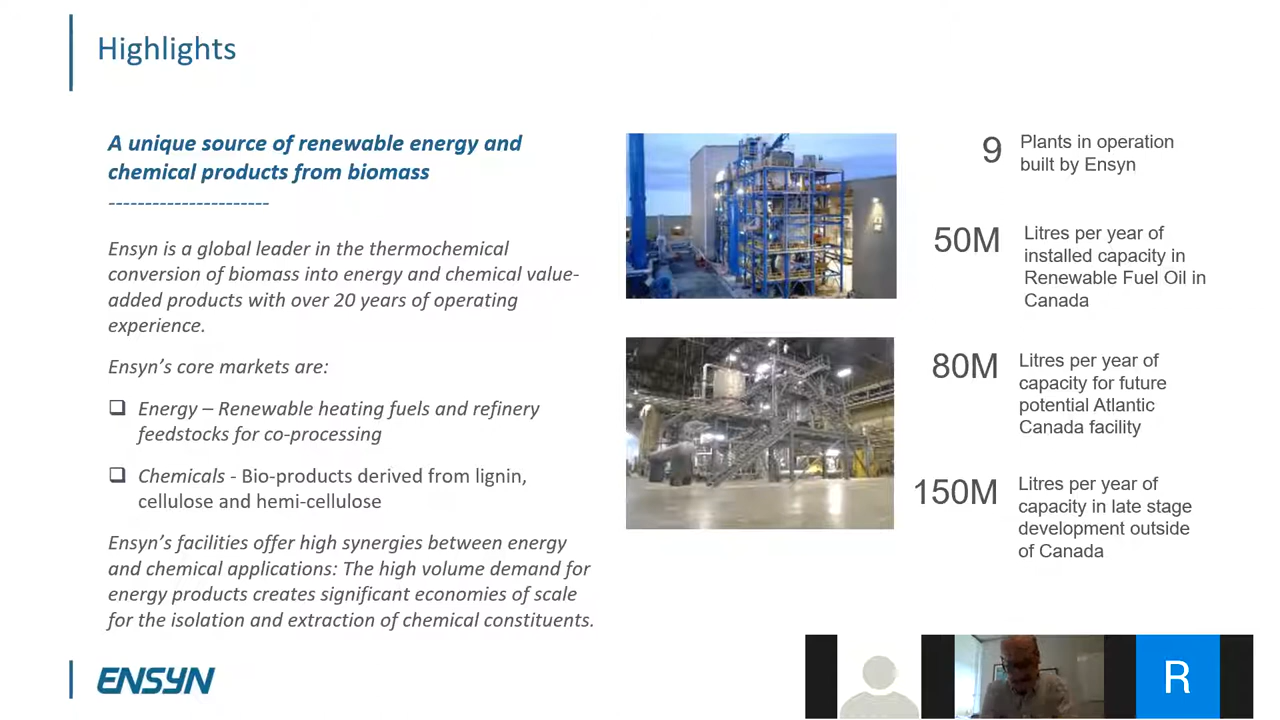 Highlights
A unique source of renewable energy and
chemical products from biomass
----------------------
Ensyn is a global leader in the thermochemical
conversion of biomass into energy and chemical value-
added products with over 20 years of operating
experience.
Ensyn’s core markets are:
Energy – Renewable heating fuels and refinery
feedstocks for co-processing
Chemicals - Bio-products derived from lignin,
cellulose and hemi-cellulose
Ensyn’s facilities offer high synergies between energy
and chemical applications: The high volume demand for
energy products creates significant economies of scale
for the isolation and extraction of chemical constituents.
9
Plants in operation
built by Ensyn
50M
Litres per year of
installed capacity in
Renewable Fuel Oil in
Canada
80M
Litres per year of
capacity for future
potential Atlantic
Canada facility
150M
Litres per year of
capacity in late stage
development outside
of Canada
ENSYN
R